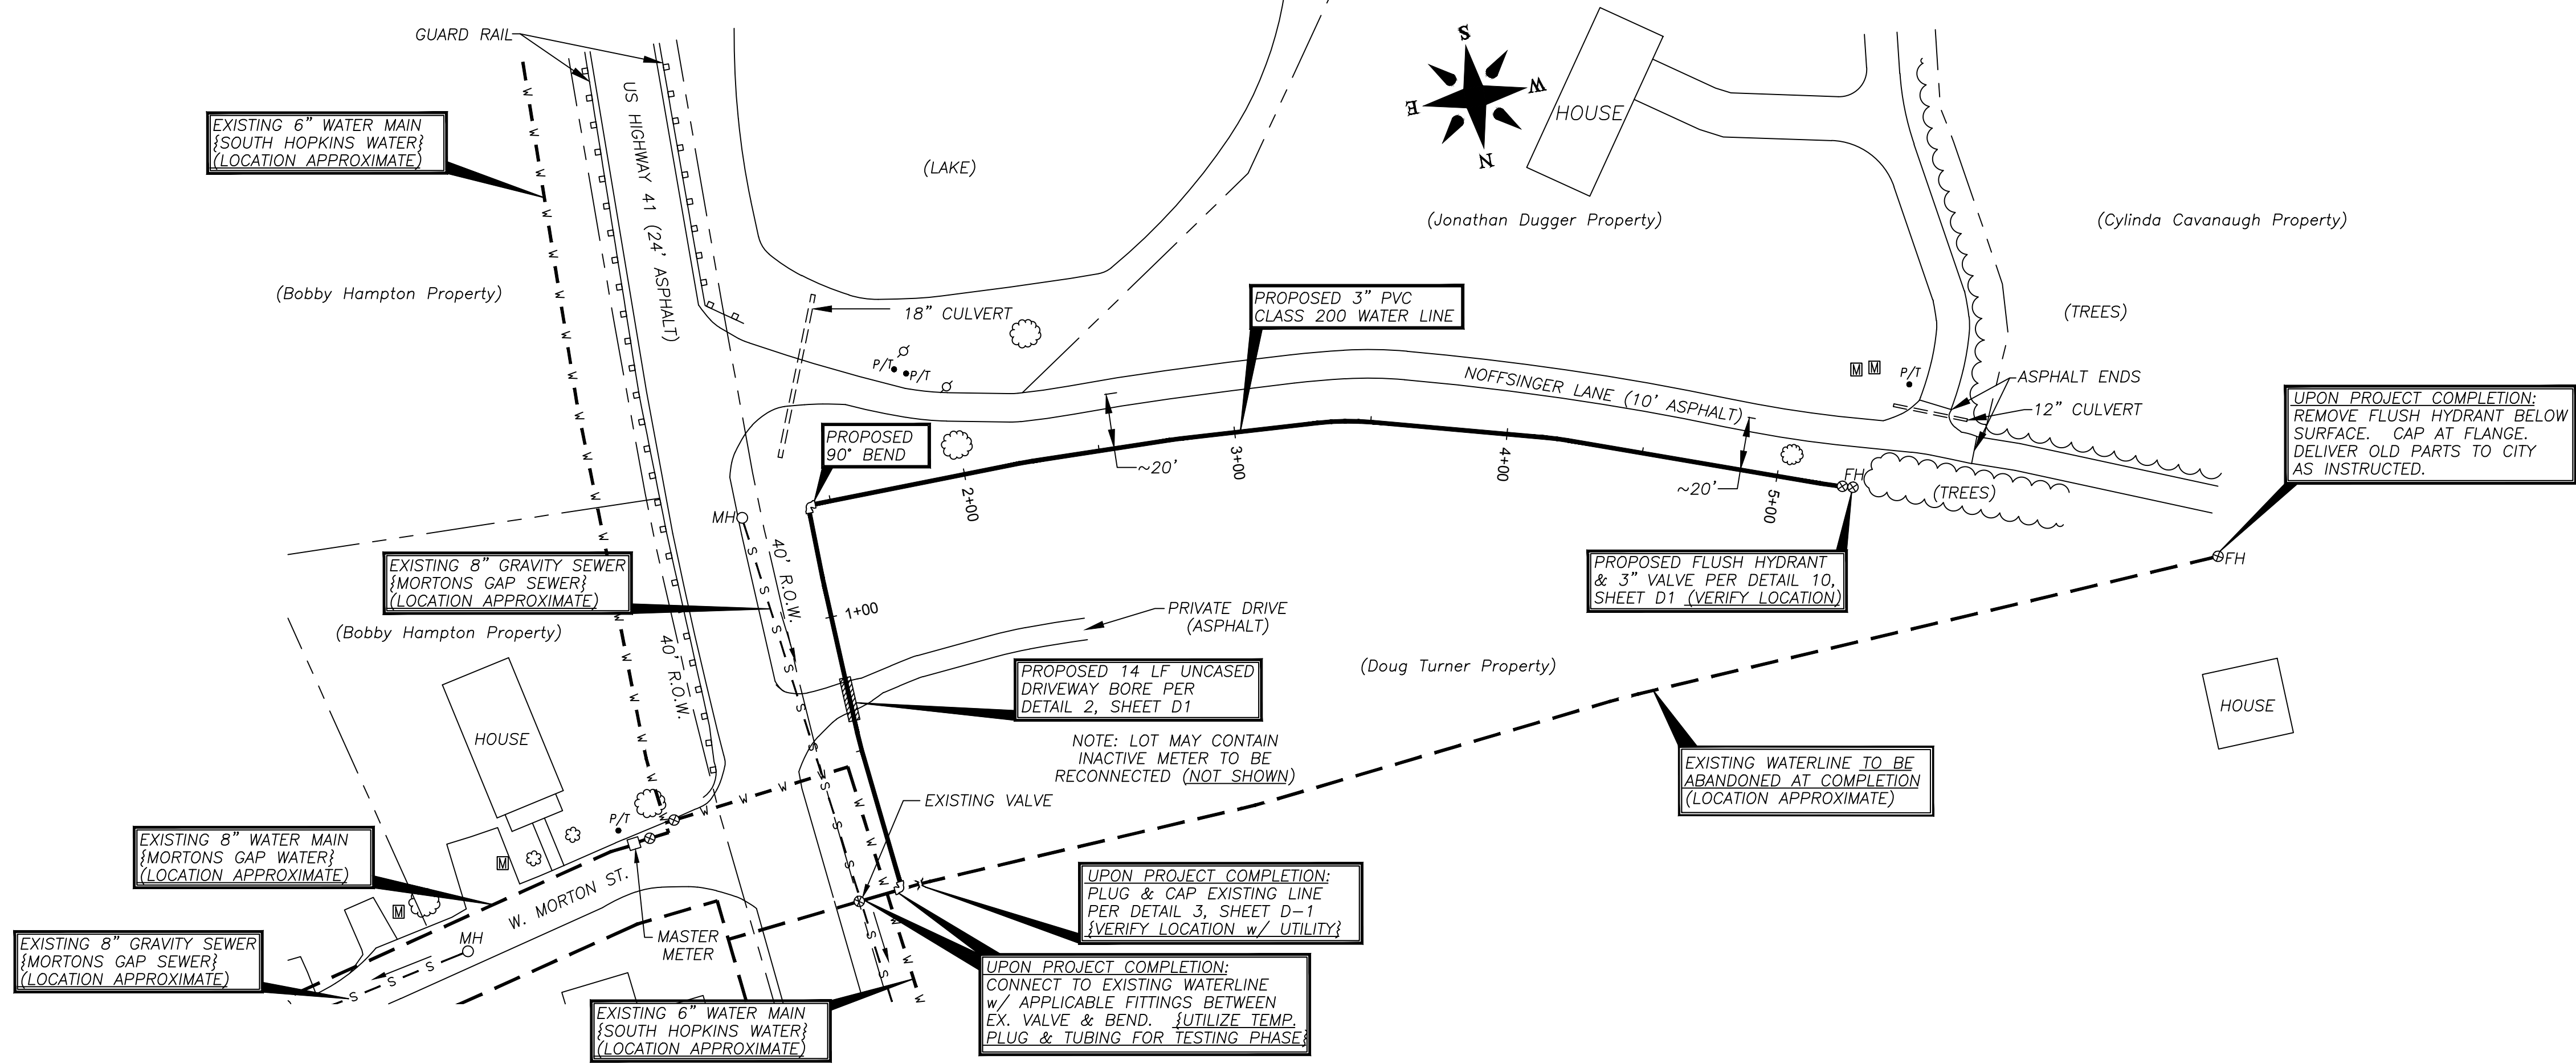 GUARD RAIL
EXISTING 6” WATER MAIN
{SOUTH HOPKINS WATER}
(LOCATION APPROXIMATE)
US HIGHWAY 41 (24' ASPHALT)
(LAKE)
S
W
E
N
HOUSE
(Jonathan Dugger Property)
(Cylinda Cavanaugh Property)
(Bobby Hampton Property)
18” CULVERT
P/T
P/T
PROPOSED 3” PVC
CLASS 200 WATER LINE
(TREES)
NOFFSINGER LANE (10' ASPHALT)
M
M
P/T
ASPHALT ENDS
12” CULVERT
UPON PROJECT COMPLETION:
REMOVE FLUSH HYDRANT BELOW
SURFACE. CAP AT FLANGE.
DELIVER OLD PARTS TO CITY
AS INSTRUCTED.
PROPOSED
90° BEND
~20'
2+00
3+00
4+00
~20'
5+00
FH
(TREES)
MH
40' R.O.W.
EXISTING 8” GRAVITY SEWER
{MORTONS GAP SEWER}
(LOCATION APPROXIMATE)
PROPOSED FLUSH HYDRANT
& 3” VALVE PER DETAIL 10,
SHEET D1 (VERIFY LOCATION)
FH
1+00
PRIVATE DRIVE
(ASPHALT)
(Bobby Hampton Property)
40' R.O.W.
PROPOSED 14 LF UNCASED
DRIVEWAY BORE PER
DETAIL 2, SHEET D1
(Doug Turner Property)
HOUSE
HOUSE
NOTE: LOT MAY CONTAIN
INACTIVE METER TO BE
RECONNECTED (NOT SHOWN)
EXISTING WATERLINE TO BE
ABANDONED AT COMPLETION
(LOCATION APPROXIMATE)
EXISTING VALVE
P/T
EXISTING 8” WATER MAIN
{MORTONS GAP WATER}
(LOCATION APPROXIMATE)
M
M
W. MORTON ST.
UPON PROJECT COMPLETION:
PLUG & CAP EXISTING LINE
PER DETAIL 3, SHEET D-1
{VERIFY LOCATION w/ UTILITY}
MASTER
METER
EXISTING 8” GRAVITY SEWER
{MORTONS GAP SEWER}
(LOCATION APPROXIMATE)
MH
UPON PROJECT COMPLETION:
CONNECT TO EXISTING WATERLINE
w/ APPLICABLE FITTINGS BETWEEN
EX. VALVE & BEND. {UTILIZE TEMP.
PLUG & TUBING FOR TESTING PHASE}
EXISTING 6” WATER MAIN
{SOUTH HOPKINS WATER}
(LOCATION APPROXIMATE)